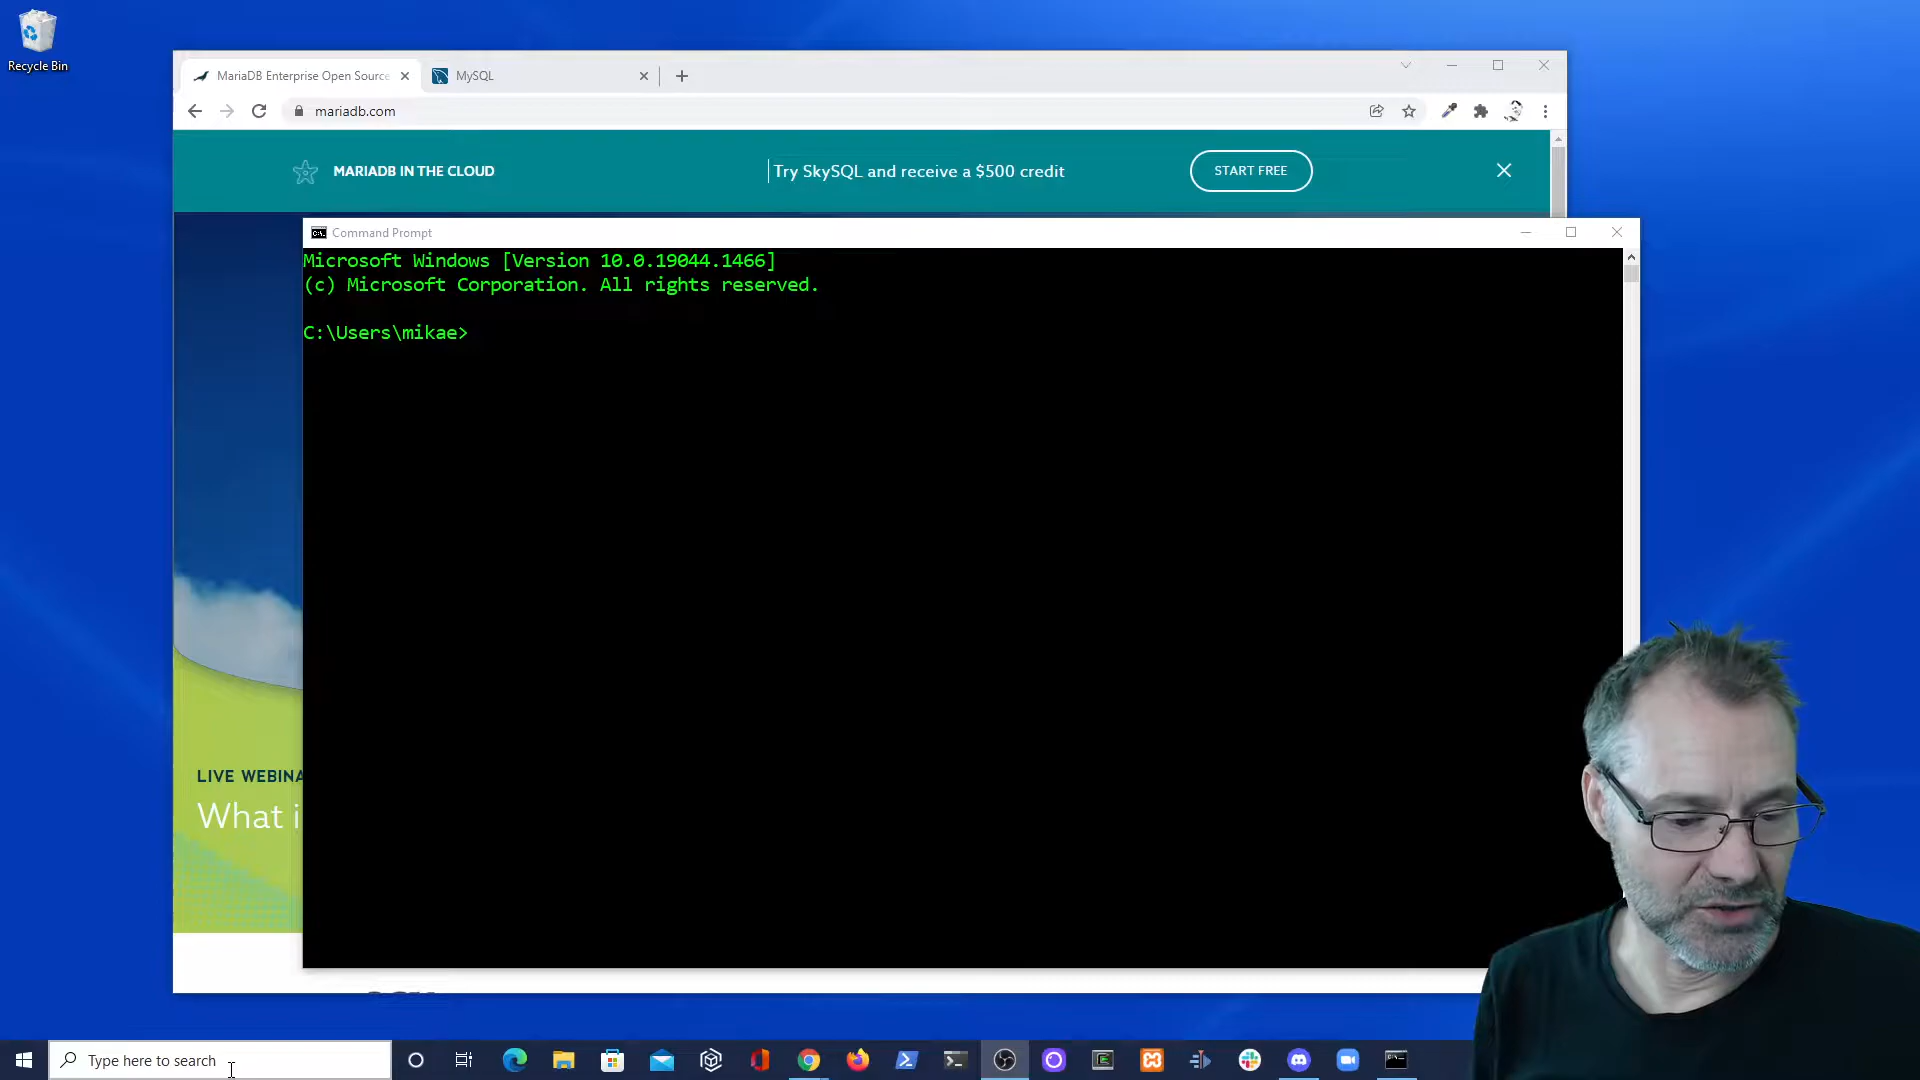 Recycle Bin
MariaDB Enterprise Open Source
MySQL
mariadb.com
MARIADB IN THE CLOUD
Try SkySQL and receive a $500 credit
START FREE
Command Prompt
Microsoft Windows [Version 10.0.19044.1466]
(c) Microsoft Corporation. All rights reserved.
C:\Users\mikae>
LIVE WEBINA
What i
Type here to search